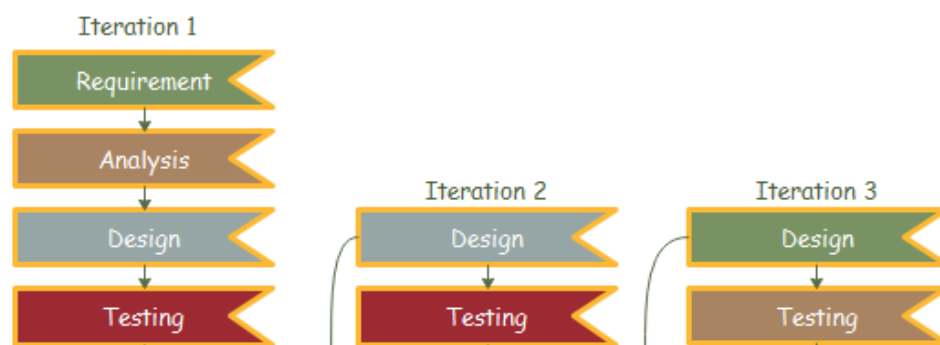 Iteration 1
Requirement
Analysis
Design
Testing
Iteration 2
Design
Testing
Iteration 3
Design
Testing